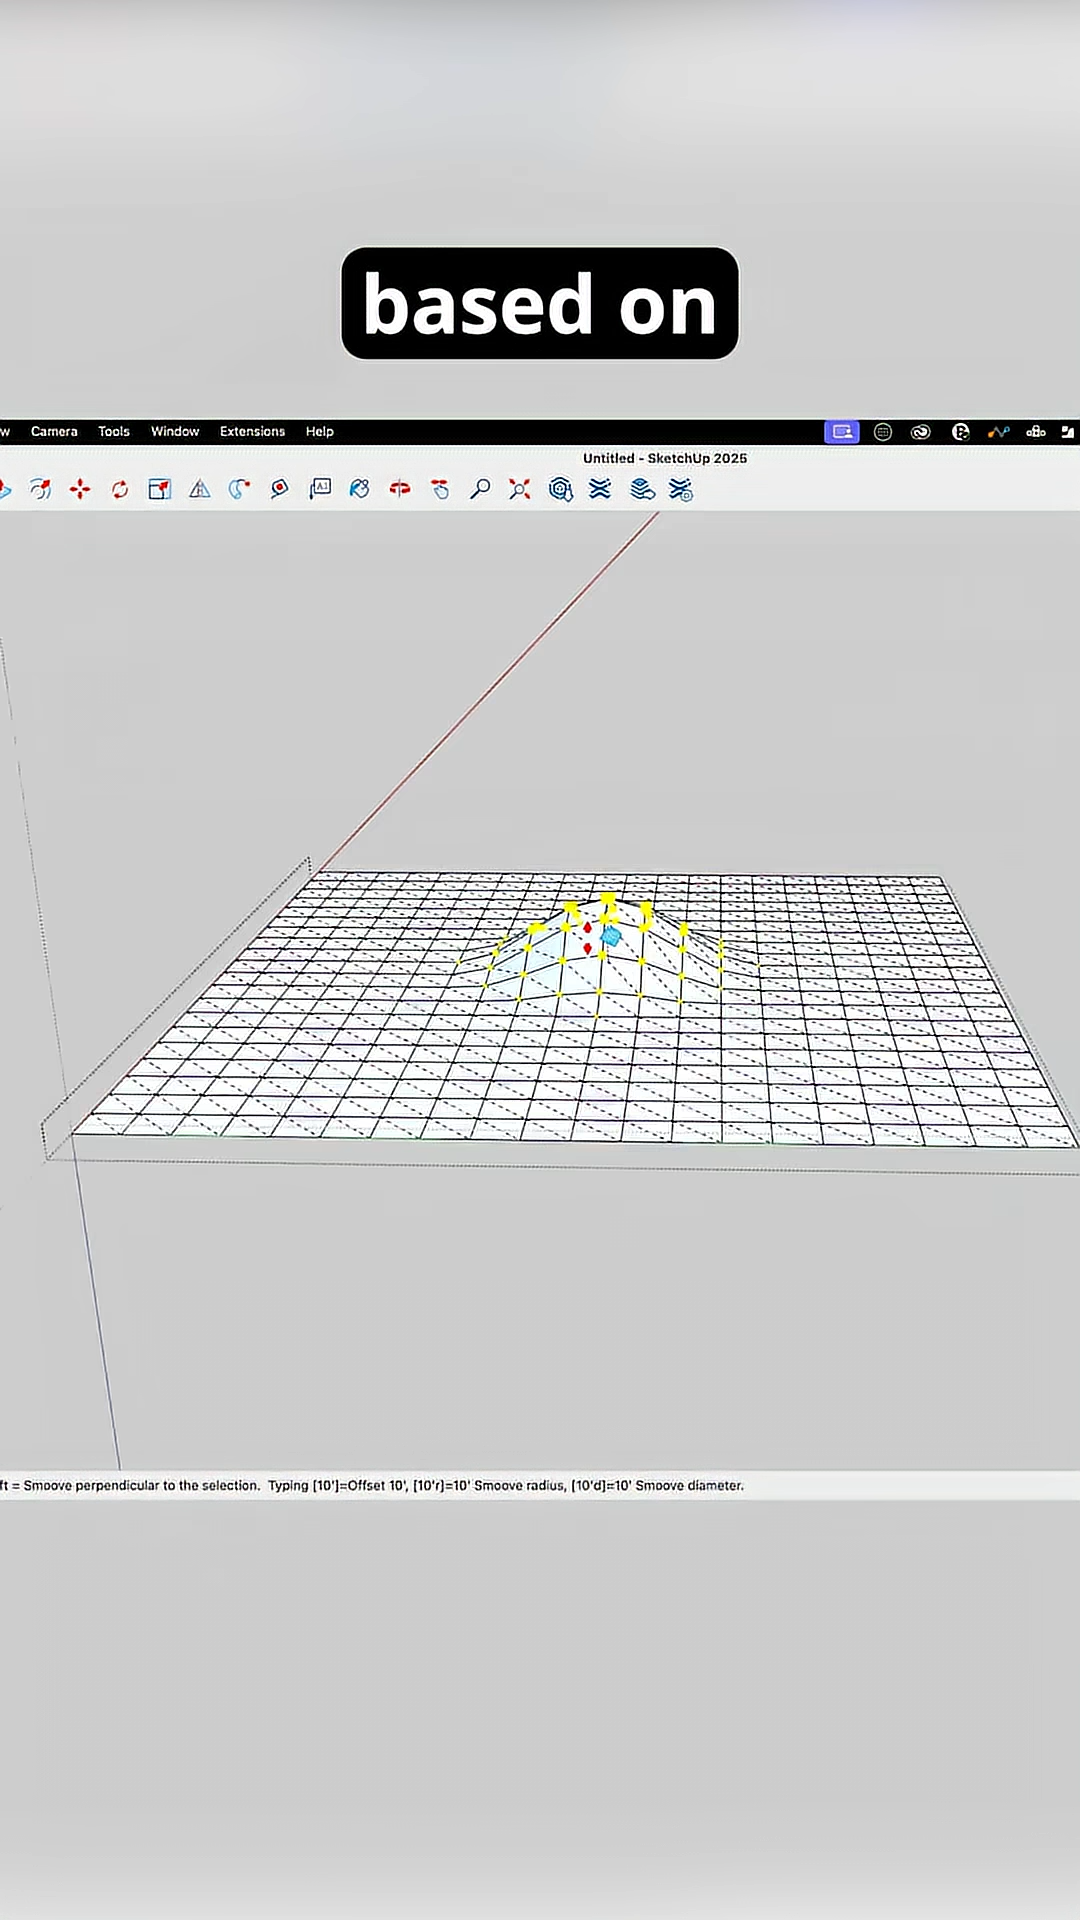 based on
w Camera Tools Window Extensions Help
Untitled - SketchUp 2025
A1
ft = Smoove perpendicular to the selection. Typing [10']=Offset 10', [10'r]=10' Smoove radius, [10'd]=10' Smoove diameter.